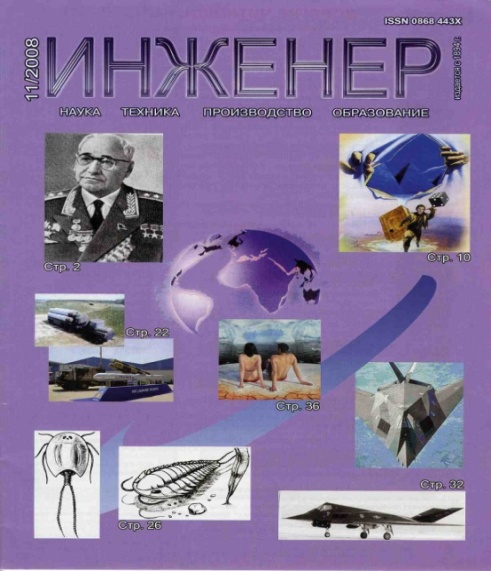 ISSN 0868 443X
11/2008
ИНЖЕНЕР
НАУКА ТЕХНИКА ПРОИЗВОДСТВО ОБРАЗОВАНИЕ
Стр. 2
Стр. 10
Стр. 22
Стр. 36
Стр. 32
Стр. 26